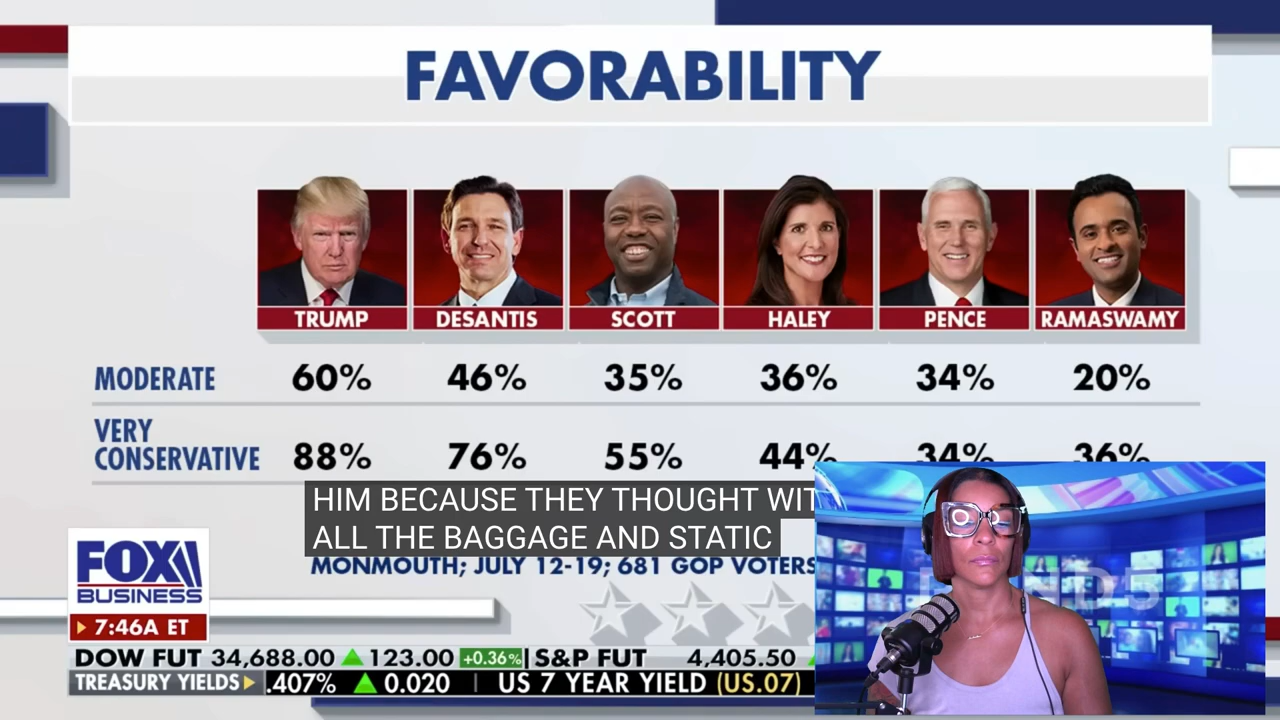 FAVORABILITY
TRUMP DESANTIS SCOTT HALEY PENCE RAMASWAMY
MODERATE 60% 46% 35% 36% 34% 20%
VERY
CONSERVATIVE 88% 76% 55% 44% 34% 36%
HIM BECAUSE THEY THOUGHT WIT
ALL THE BAGGAGE AND STATIC
MONMOUTH; JULY 12-19; 681 GOP VOTERS
FOX
BUSINESS
7:46A ET
DOW FUT 34,688.00 123.00 +0.36% S&P FUT 4,405.50
TREASURY YIELDS .407% 0.020 US 7 YEAR YIELD (US.07)